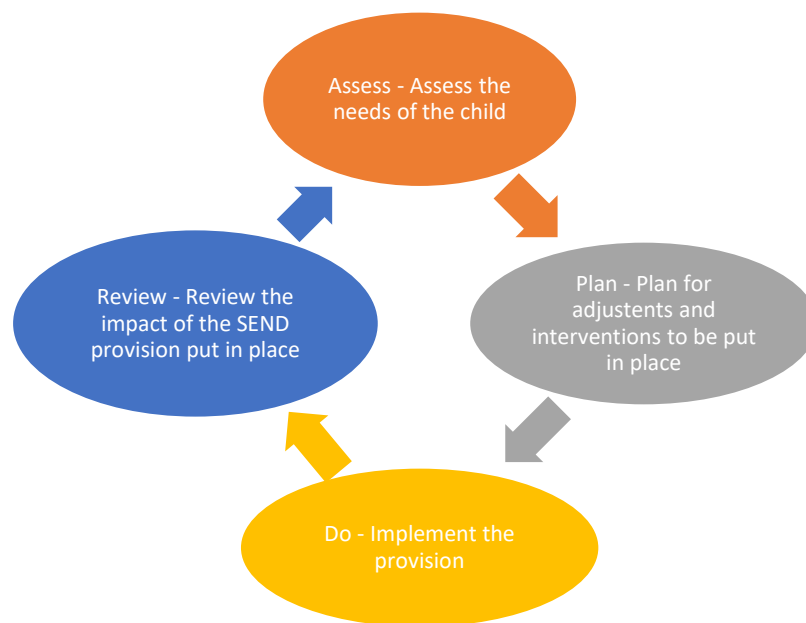 Assess - Assess the
needs of the child
Plan - Plan for
adjustents and
interventions to be put
in place
Do - Implement the
provision
Review - Review the
impact of the SEND
provision put in place